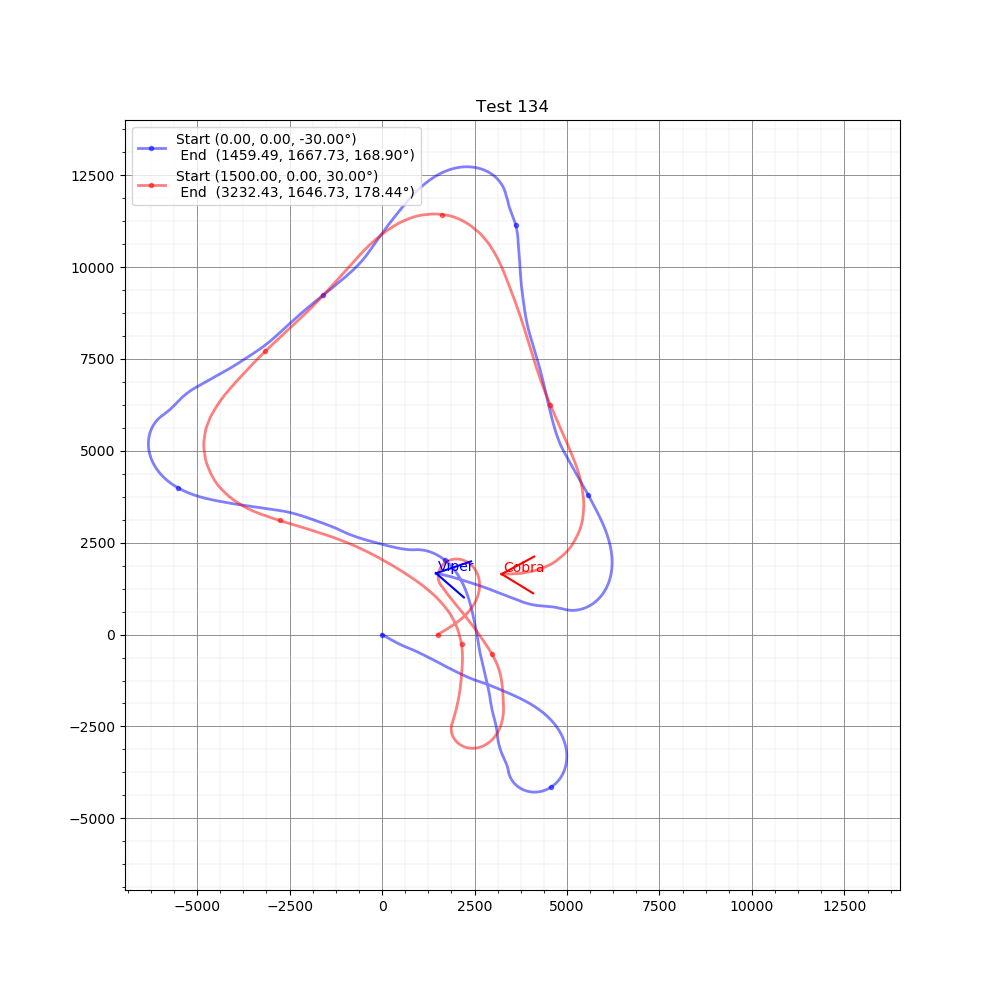 Test 134
Start (0.00, 0.00, -30.00°)
End  (1459.49, 1667.73, 168.90°)
Start (1500.00, 0.00, 30.00°)
End  (3232.43, 1646.73, 178.44°)
12500
10000
7500
5000
2500
0
−2500
−5000
Viper
Cobra
−5000 −2500 0 2500 5000 7500 10000 12500